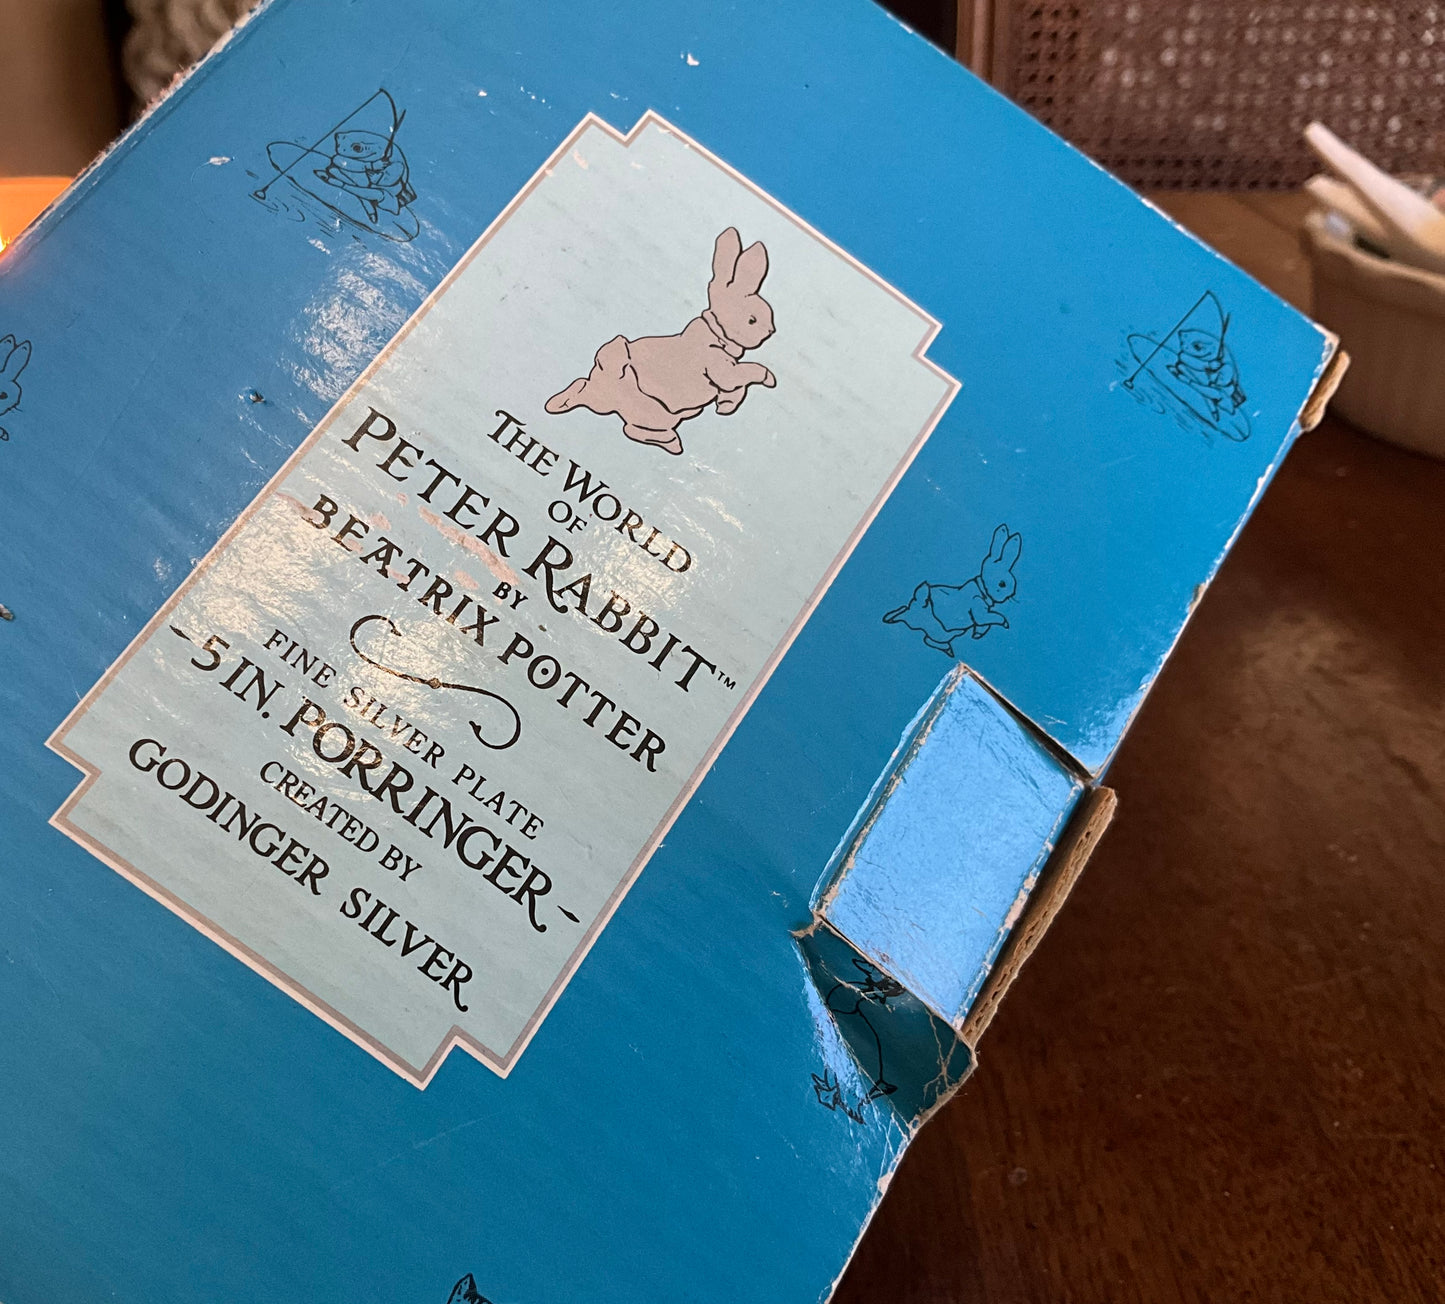 THE WORLD
OF
PETER RABBIT™
BY
BEATRIX POTTER
FINE SILVER PLATE
-5 IN. PORRINGER-
CREATED BY
GODINGER SILVER